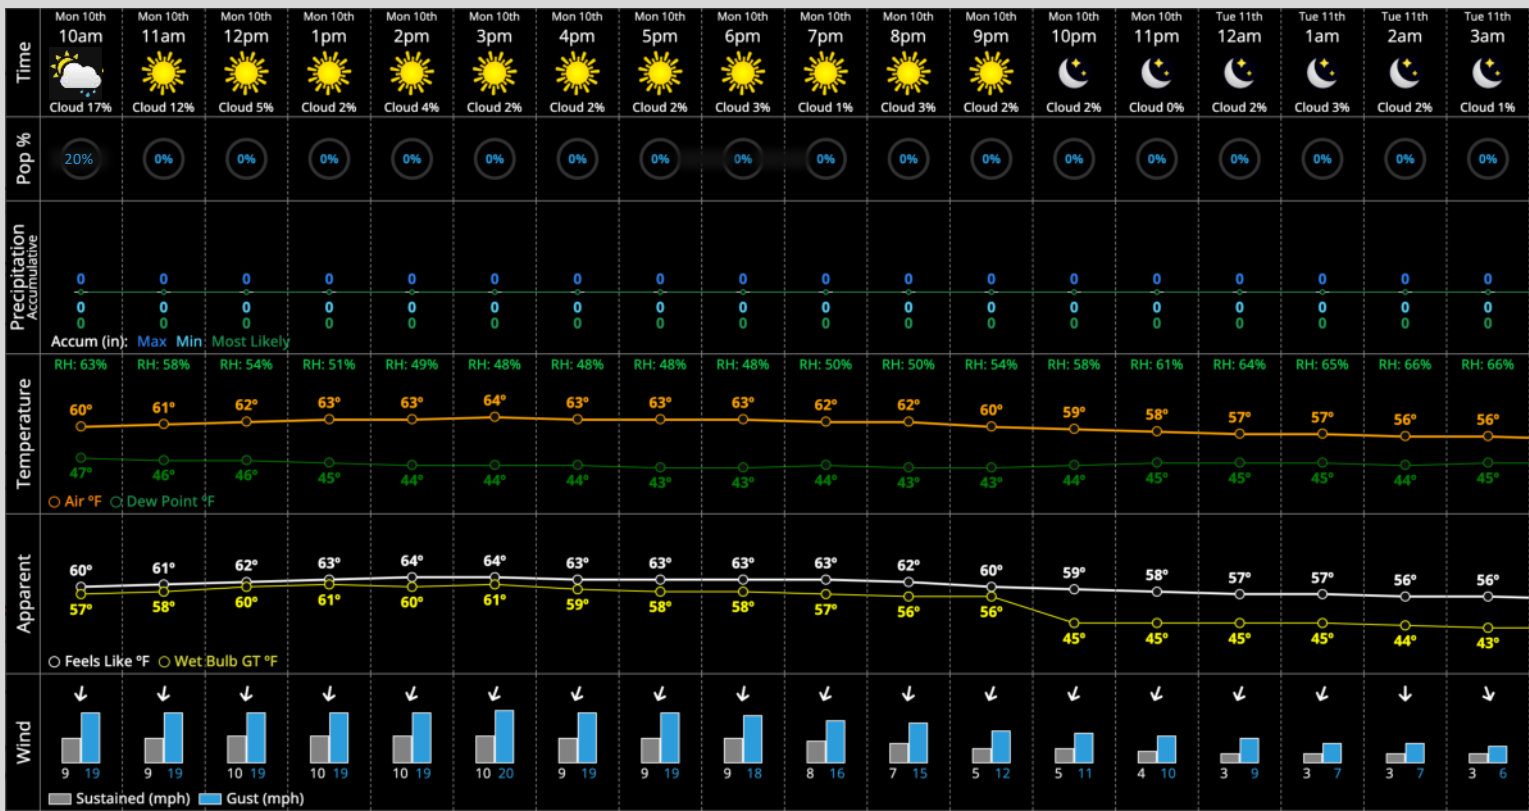 Mon 10th Mon 10th Mon 10th Mon 10th Mon 10th Mon 10th Mon 10th Mon 10th Mon 10th Mon 10th Mon 10th Mon 10th Mon 10th Mon 10th Tue 11th Tue 11th Tue 11th Tue 11th
Time 10am 11am 12pm 1pm 2pm 3pm 4pm 5pm 6pm 7pm 8pm 9pm 10pm 11pm 12am 1am 2am 3am
Cloud 17% Cloud 12% Cloud 5% Cloud 2% Cloud 4% Cloud 2% Cloud 2% Cloud 2% Cloud 3% Cloud 1% Cloud 3% Cloud 2% Cloud 2% Cloud 0% Cloud 2% Cloud 3% Cloud 2% Cloud 1%
Pop % 20% 0% 0% 0% 0% 0% 0% 0% 0% 0% 0% 0% 0% 0% 0% 0% 0% 0%
Precipitation
Accumulative
0 0 0 0 0 0 0 0 0 0 0 0 0 0 0 0 0 0
0 0 0 0 0 0 0 0 0 0 0 0 0 0 0 0 0 0
0 0 0 0 0 0 0 0 0 0 0 0 0 0 0 0 0 0
Accum (in): Max Min Most Likely
RH: 63% RH: 58% RH: 54% RH: 51% RH: 49% RH: 48% RH: 48% RH: 48% RH: 48% RH: 50% RH: 50% RH: 54% RH: 58% RH: 61% RH: 64% RH: 65% RH: 66% RH: 66%
Temperature
60° 61° 62° 63° 63° 64° 63° 63° 63° 62° 62° 60° 59° 58° 57° 57° 56° 56°
47° 46° 46° 45° 44° 44° 44° 43° 43° 44° 43° 43° 44° 45° 45° 45° 44° 45°
Air ºF Dew Point ºF
Apparent
60° 61° 62° 63° 64° 64° 63° 63° 63° 63° 62° 60° 59° 58° 57° 57° 56° 56°
57° 58° 60° 61° 60° 61° 59° 58° 58° 57° 56° 56° 45° 45° 45° 45° 44° 43°
Feels Like ºF Wet Bulb GT ºF
Wind
9 19 9 19 10 19 10 19 10 19 10 20 9 19 9 19 9 18 8 16 7 15 5 12 5 11 4 10 3 9 3 7 3 7 3 6
Sustained (mph) Gust (mph)